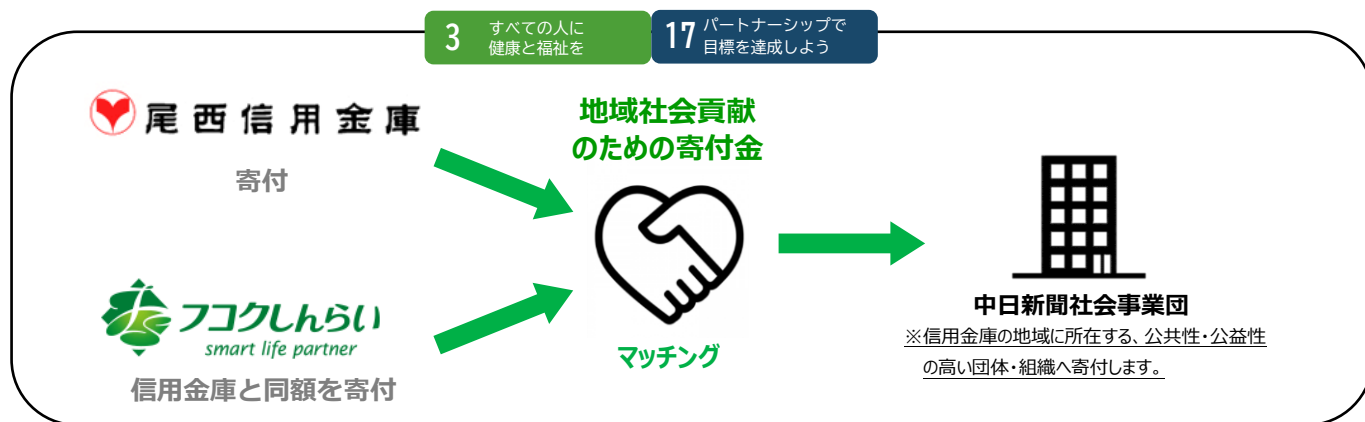 3
すべての人に
健康と福祉を
17
パートナーシップで
目標を達成しよう
尾西信用金庫
寄付
フコクしんらい
smart life partner
信用金庫と同額を寄付
地域社会貢献
のための寄付金
マッチング
中日新聞社会事業団
※信用金庫の地域に所在する、公共性・公益性
の高い団体・組織へ寄付します。